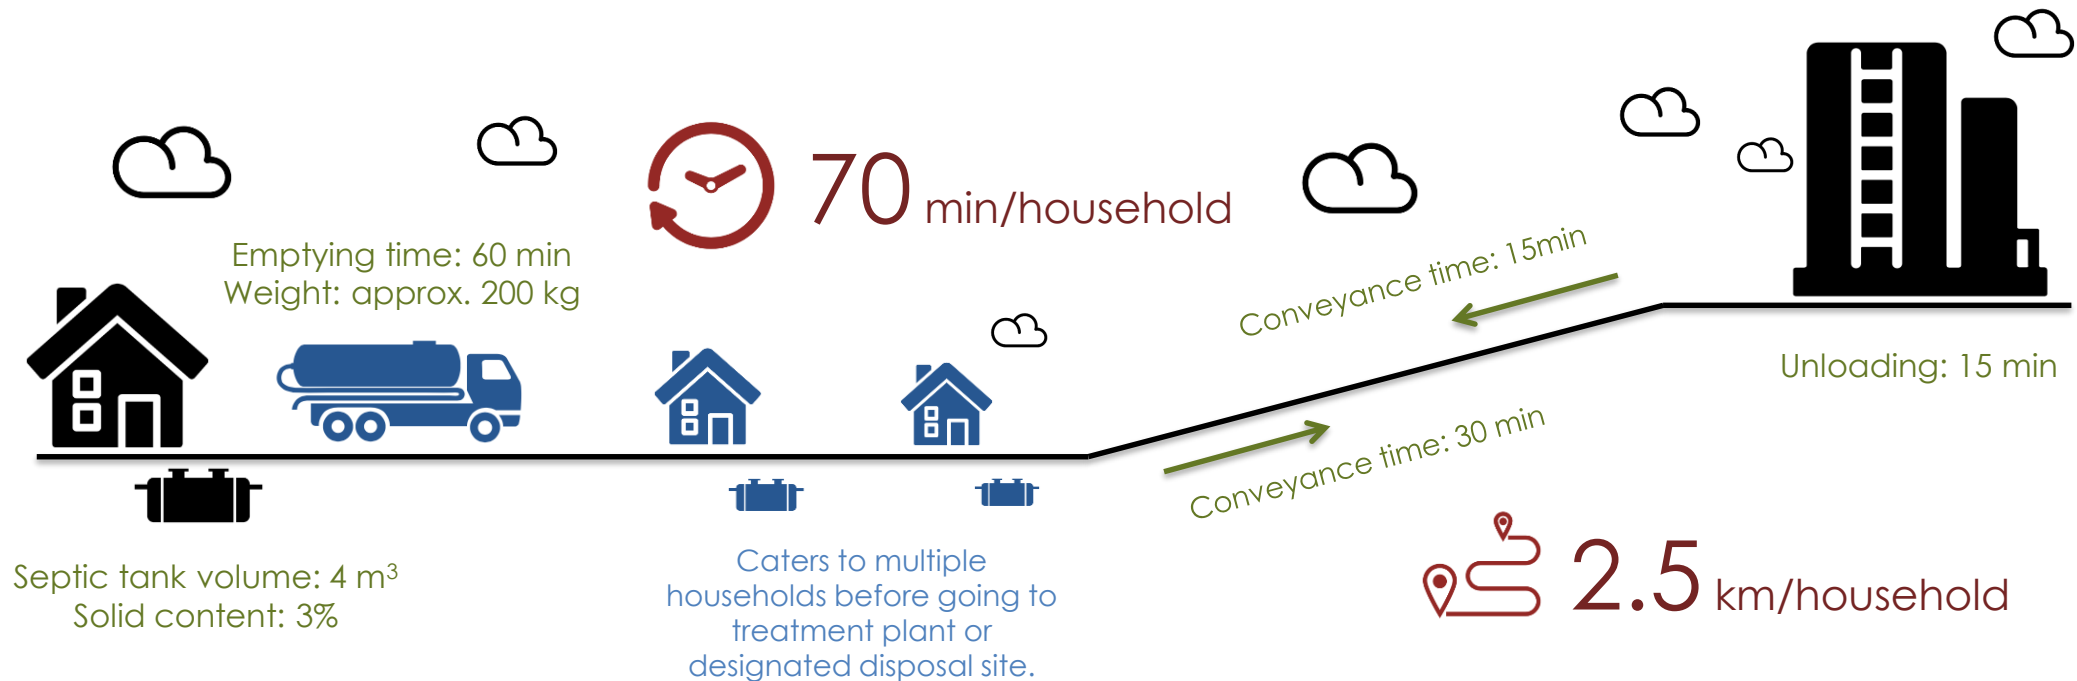 70 min/household
Emptying time: 60 min
Weight: approx. 200 kg
Conveyance time: 15min
Unloading: 15 min
Conveyance time: 30 min
Septic tank volume: 4 m³
Solid content: 3%
Caters to multiple
households before going to
treatment plant or
designated disposal site.
2.5 km/household